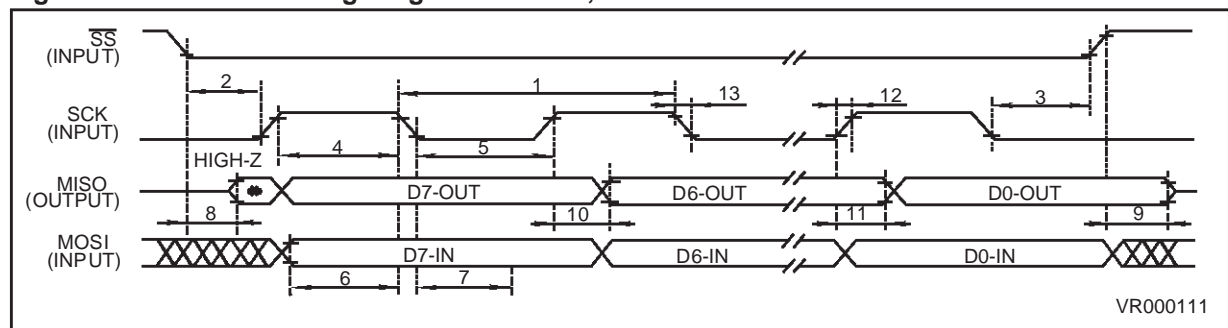 SS
(INPUT)
2
1
13
12
3
SCK
(INPUT)
4
5
HIGH-Z
MISO
(OUTPUT)
D7-OUT
D6-OUT
D0-OUT
8
10
11
9
MOSI
(INPUT)
D7-IN
D6-IN
D0-IN
6
7
VR000111